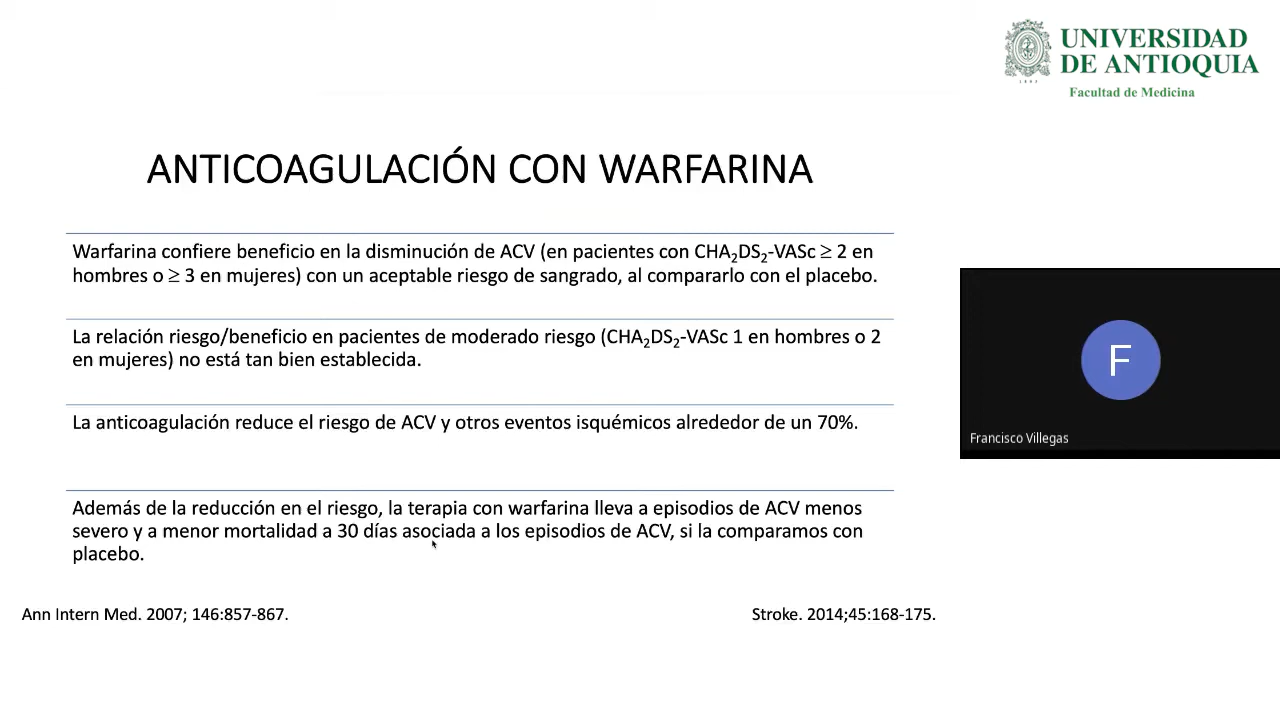 UNIVERSIDAD
DE ANTIOQUIA
1803
Facultad de Medicina
ANTICOAGULACIÓN CON WARFARINA
Warfarina confiere beneficio en la disminución de ACV (en pacientes con CHA₂DS₂-VASc ≥ 2 en
hombres o ≥ 3 en mujeres) con un aceptable riesgo de sangrado, al compararlo con el placebo.
La relación riesgo/beneficio en pacientes de moderado riesgo (CHA₂DS₂-VASc 1 en hombres o 2
en mujeres) no está tan bien establecida.
La anticoagulación reduce el riesgo de ACV y otros eventos isquémicos alrededor de un 70%.
Además de la reducción en el riesgo, la terapia con warfarina lleva a episodios de ACV menos
severo y a menor mortalidad a 30 días asociada a los episodios de ACV, si la comparamos con
placebo.
Ann Intern Med. 2007; 146:857-867.
Stroke. 2014;45:168-175.
F
Francisco Villegas